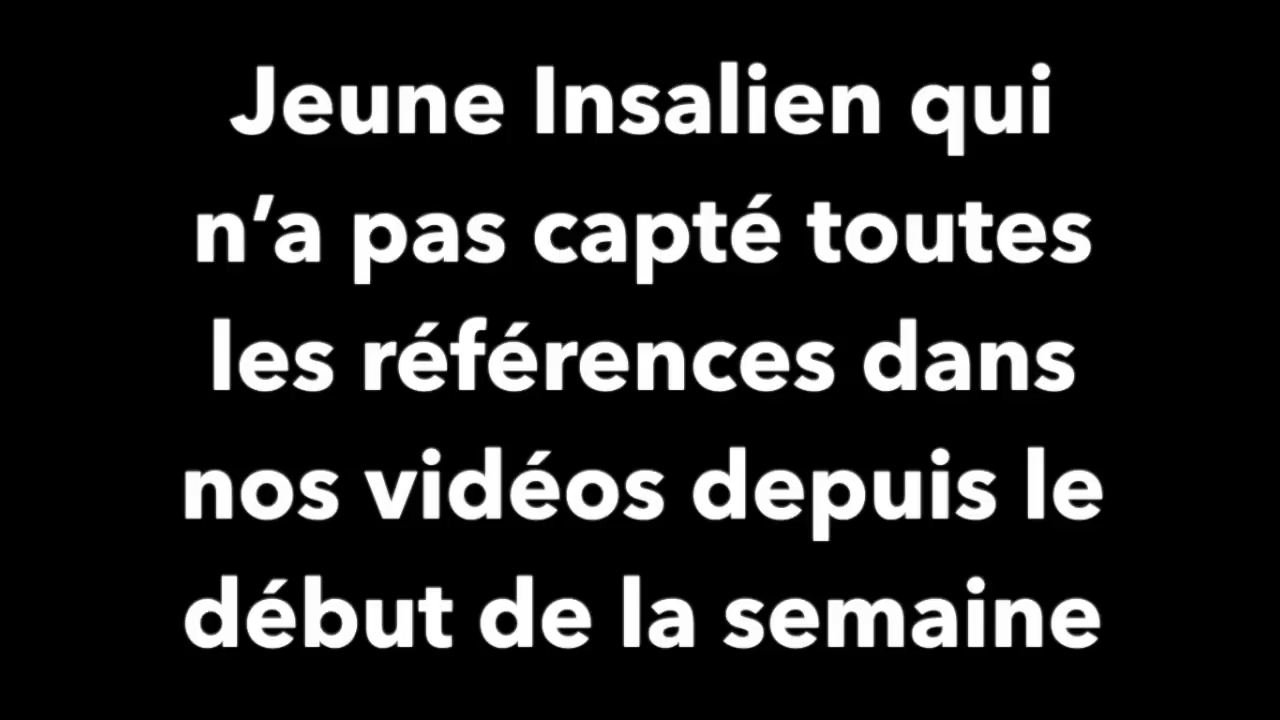 Jeune Insalien qui
n’a pas capté toutes
les références dans
nos vidéos depuis le
début de la semaine